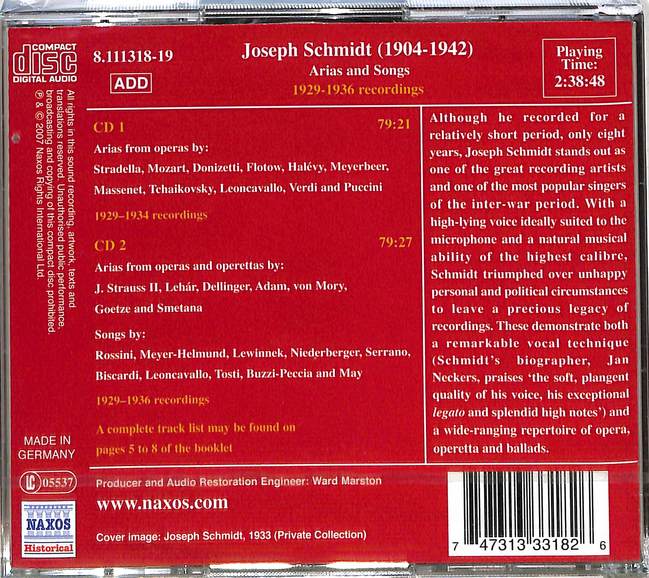 COMPACT
disc
DIGITAL AUDIO
8.111318-19
ADD
Joseph Schmidt (1904-1942)
Arias and Songs
1929-1936 recordings
Playing
Time:
2:38:48
All rights in this sound recording, artwork, texts and
translations reserved. Unauthorised public performance,
broadcasting and copying of this compact disc prohibited.
℗ & © 2007 Naxos Rights International Ltd.
CD 1 79:21
Arias from operas by:
Stradella, Mozart, Donizetti, Flotow, Halévy, Meyerbeer,
Massenet, Tchaikovsky, Leoncavallo, Verdi and Puccini
1929–1934 recordings
CD 2 79:27
Arias from operas and operettas by:
J. Strauss II, Lehár, Dellinger, Adam, von Mory,
Goetze and Smetana
Songs by:
Rossini, Meyer-Helmund, Lewinnek, Niederberger, Serrano,
Biscardi, Leoncavallo, Tosti, Buzzi-Peccia and May
1929–1936 recordings
A complete track list may be found on
pages 5 to 8 of the booklet
Although he recorded for a
relatively short period, only eight
years, Joseph Schmidt stands out as
one of the great recording artists
and one of the most popular singers
of the inter-war period. With a
high-lying voice ideally suited to the
microphone and a natural musical
ability of the highest calibre,
Schmidt triumphed over unhappy
personal and political circumstances
to leave a precious legacy of
recordings. These demonstrate both
a remarkable vocal technique
(Schmidt's biographer, Jan
Neckers, praises 'the soft, plangent
quality of his voice, his exceptional
legato and splendid high notes') and
a wide-ranging repertoire of opera,
operetta and ballads.
MADE IN
GERMANY
LC 05537
NAXOS
Historical
Producer and Audio Restoration Engineer: Ward Marston
www.naxos.com
Cover image: Joseph Schmidt, 1933 (Private Collection)
7 47313 33182 6